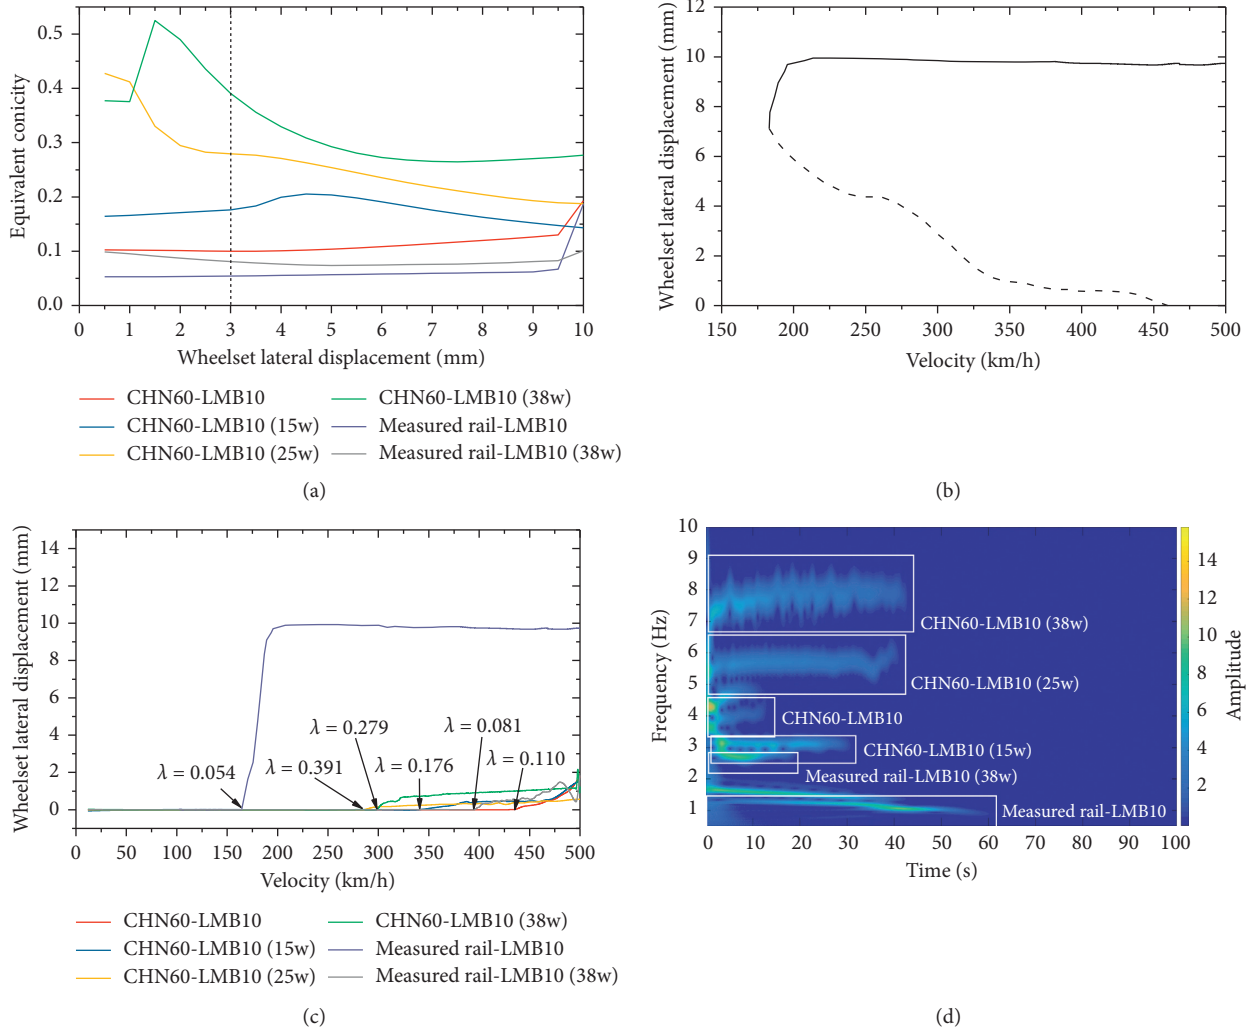 (a)
Equivalent conicity
0.5
0.4
0.3
0.2
0.1
0.0
0 1 2 3 4 5 6 7 8 9 10
Wheelset lateral displacement (mm)
CHN60-LMB10
CHN60-LMB10 (15w)
CHN60-LMB10 (25w)
CHN60-LMB10 (38w)
Measured rail-LMB10
Measured rail-LMB10 (38w)
(a)
(b)
Wheelset lateral displacement (mm)
12
10
8
6
4
2
0
150 200 250 300 350 400 450 500
Velocity (km/h)
(b)
Wheelset lateral displacement (mm)
14
12
10
8
6
4
2
0
λ = 0.054
λ = 0.391
λ = 0.279
λ = 0.176
λ = 0.081
λ = 0.110
0 50 100 150 200 250 300 350 400 450 500
Velocity (km/h)
CHN60-LMB10
CHN60-LMB10 (15w)
CHN60-LMB10 (25w)
CHN60-LMB10 (38w)
Measured rail-LMB10
Measured rail-LMB10 (38w)
(c)
Frequency (Hz)
10
9
8
7
6
5
4
3
2
1
CHN60-LMB10 (38w)
CHN60-LMB10 (25w)
CHN60-LMB10
CHN60-LMB10 (15w)
Measured rail-LMB10 (38w)
Measured rail-LMB10
0 10 20 30 40 50 60 70 80 90 100
Time (s)
14
12
10
8
6
4
2
Amplitude
(d)